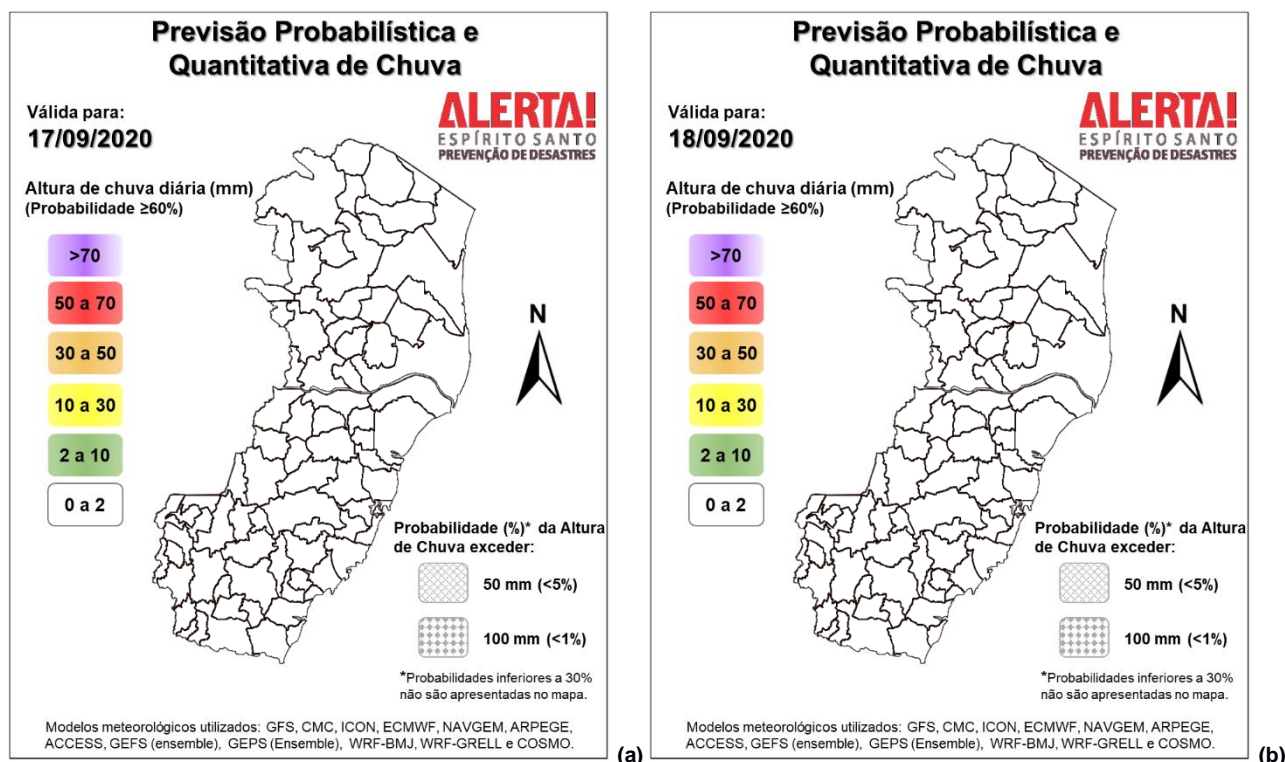 Previsão Probabilística e
Quantitativa de Chuva
Válida para:
17/09/2020
ALERTA!
ESPÍRITO SANTO
PREVENÇÃO DE DESASTRES
Altura de chuva diária (mm)
(Probabilidade ≥60%)
>70
50 a 70
30 a 50
10 a 30
2 a 10
0 a 2
N
Probabilidade (%)* da Altura
de Chuva exceder:
50 mm (<5%)
100 mm (<1%)
*Probabilidades inferiores a 30%
não são apresentadas no mapa.
Modelos meteorológicos utilizados: GFS, CMC, ICON, ECMWF, NAVGEM, ARPEGE,
ACCESS, GEFS (ensemble), GEPS (Ensemble), WRF-BMJ, WRF-GRELL e COSMO.
(a)
Previsão Probabilística e
Quantitativa de Chuva
Válida para:
18/09/2020
ALERTA!
ESPÍRITO SANTO
PREVENÇÃO DE DESASTRES
Altura de chuva diária (mm)
(Probabilidade ≥60%)
>70
50 a 70
30 a 50
10 a 30
2 a 10
0 a 2
N
Probabilidade (%)* da Altura
de Chuva exceder:
50 mm (<5%)
100 mm (<1%)
*Probabilidades inferiores a 30%
não são apresentadas no mapa.
Modelos meteorológicos utilizados: GFS, CMC, ICON, ECMWF, NAVGEM, ARPEGE,
ACCESS, GEFS (ensemble), GEPS (Ensemble), WRF-BMJ, WRF-GRELL e COSMO.
(b)